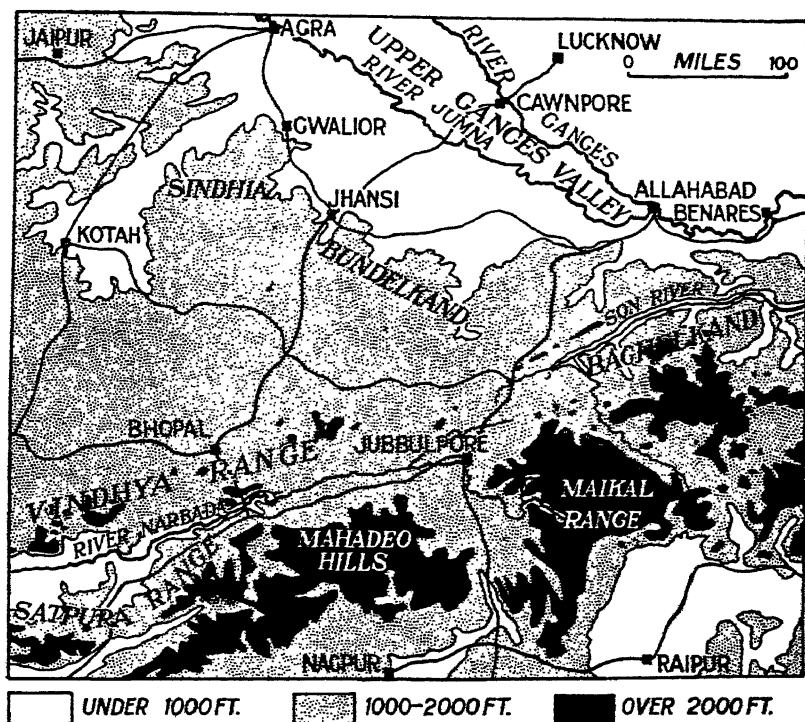 AGRA
JAIPUR
LUCKNOW
0 MILES 100
UPPER GANGES VALLEY
RIVER JUMNA
RIVER GANGES
CAWNPORE
GWALIOR
SINDHIA
JHANSI
ALLAHABAD
BENARES
KOTAH
BUNDELKAND
SON RIVER
BAGHELKAND
BHOPAL
JUBBULPORE
VINDHYA RANGE
MAIKAL
RANGE
RIVER NARBADA
MAHADEO
HILLS
SATPURA RANGE
NAGPUR
RAIPUR
UNDER 1000 FT. 1000-2000 FT. OVER 2000 FT.